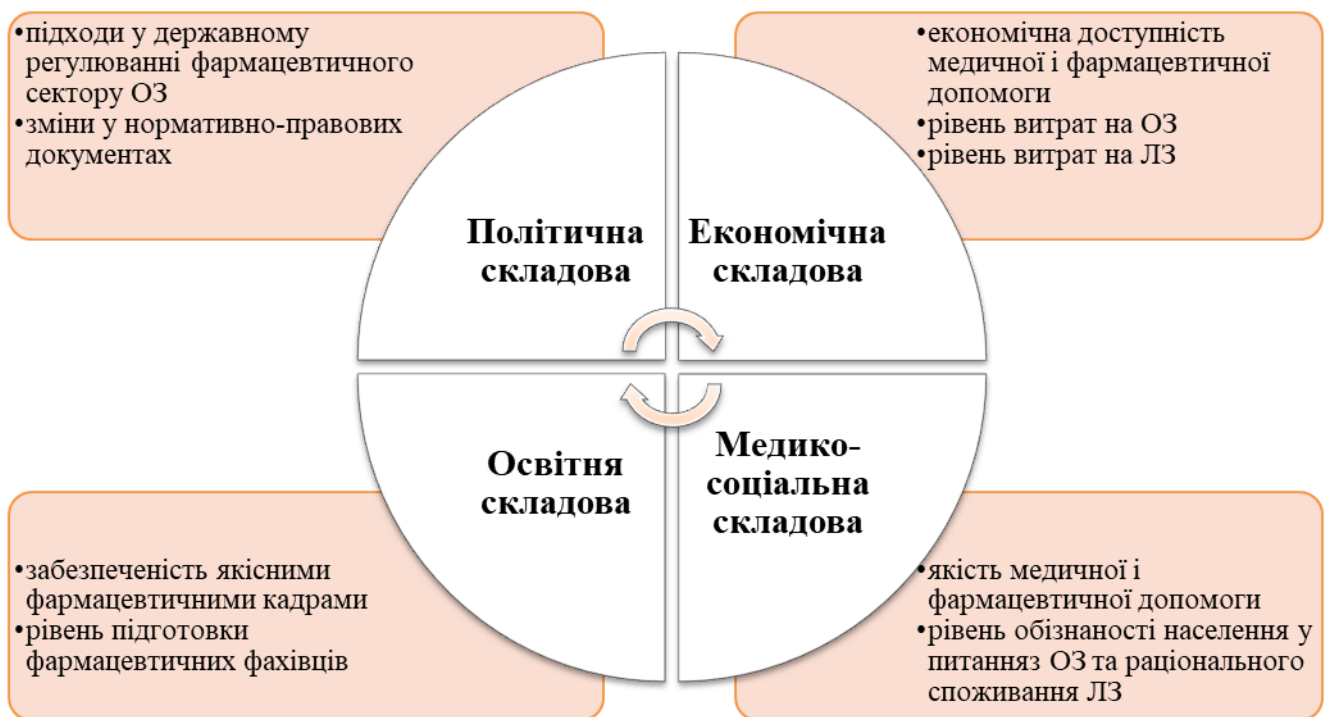 •підходи у державному
регулюванні фармацевтичного
сектору ОЗ
•зміни у нормативно-правових
документах
•економічна доступність
медичної і фармацевтичної
допомоги
•рівень витрат на ОЗ
•рівень витрат на ЛЗ
Політична
складова
Економічна
складова
Освітня
складова
Медико-
соціальна
складова
•забезпеченість якісними
фармацевтичними кадрами
•рівень підготовки
фармацевтичних фахівців
•якість медичної і
фармацевтичної допомоги
•рівень обізнаності населення у
питанняз ОЗ та раціонального
споживання ЛЗ